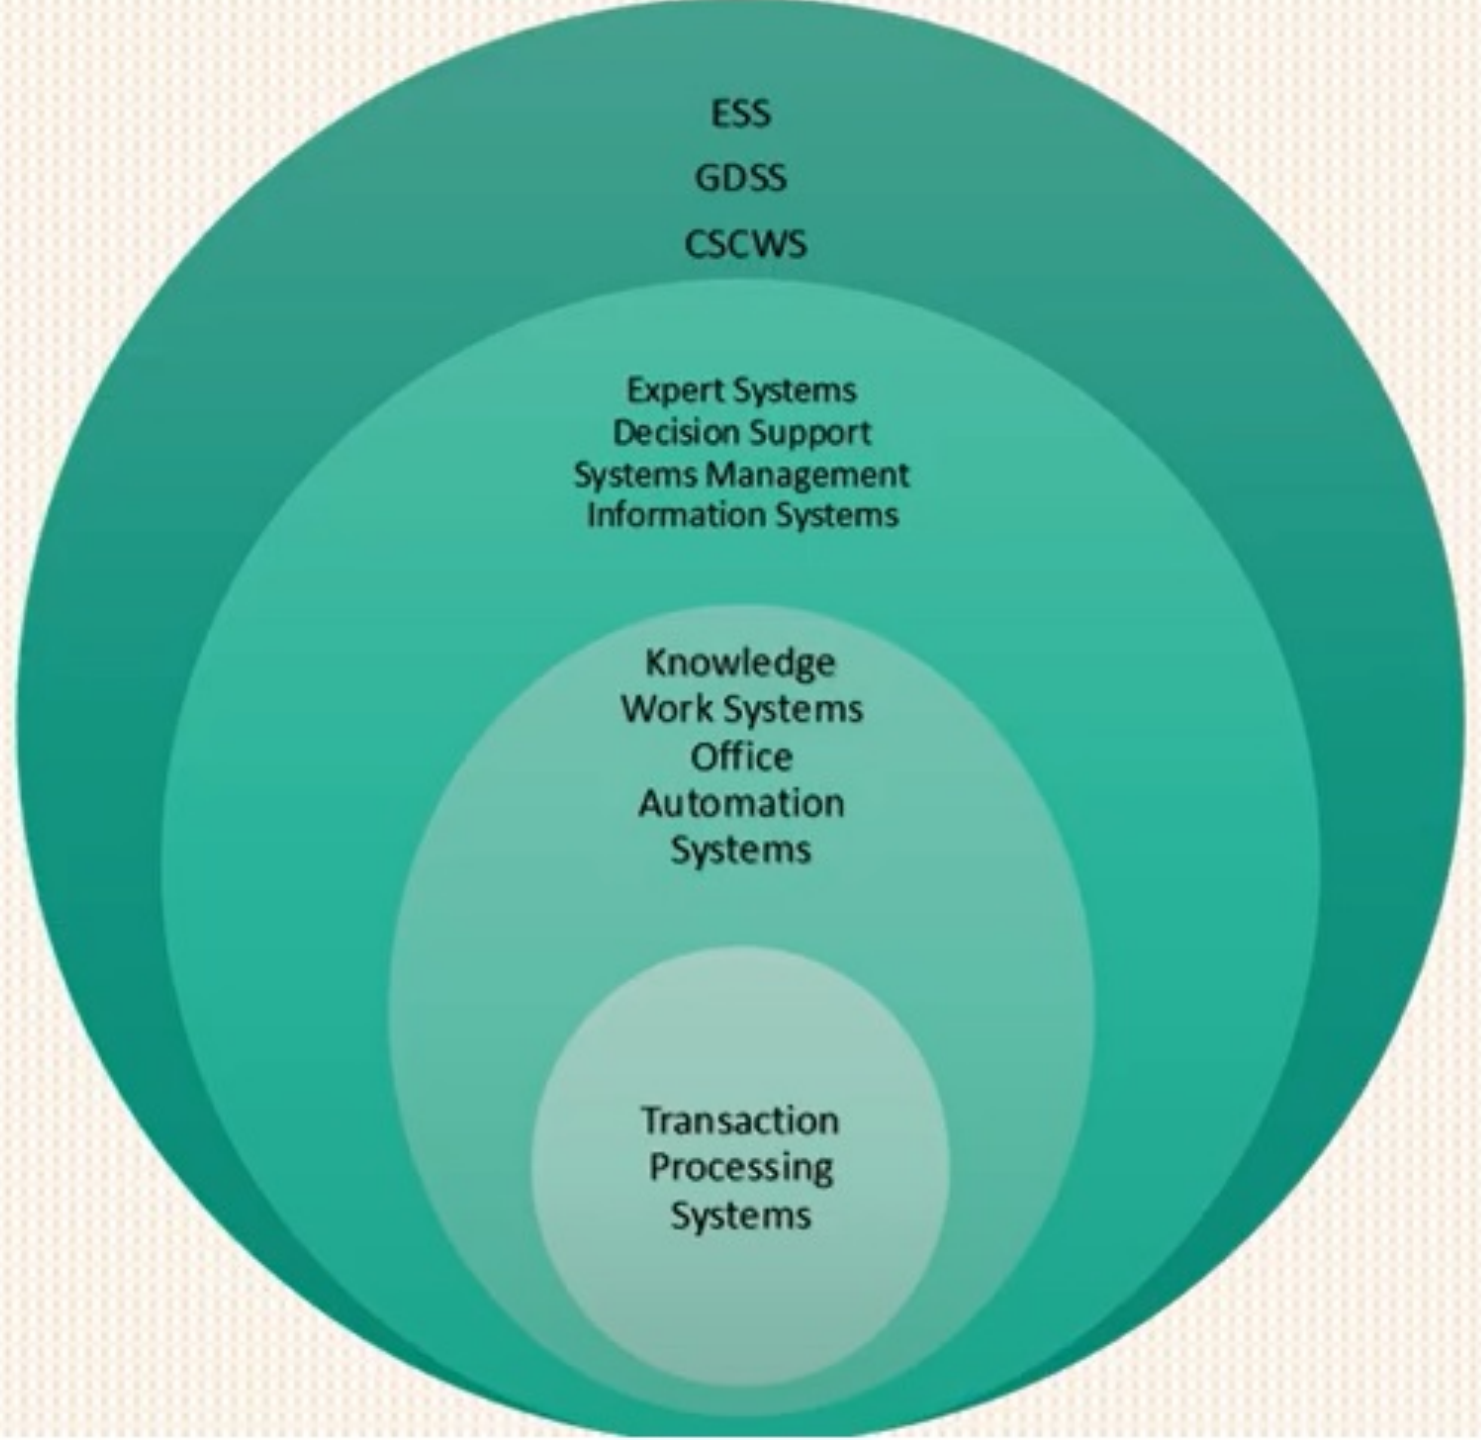 ESS
GDSS
CSCWS
Expert Systems
Decision Support
Systems Management
Information Systems
Knowledge
Work Systems
Office
Automation
Systems
Transaction
Processing
Systems